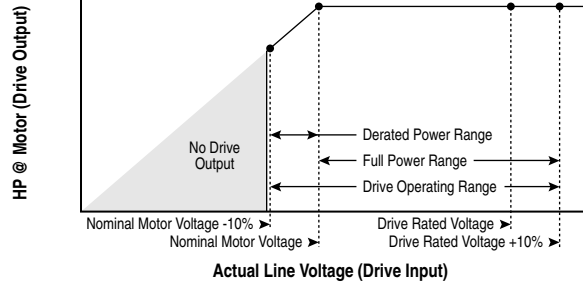 HP @ Motor (Drive Output)
No Drive
Output
Derated Power Range
Full Power Range
Drive Operating Range
Nominal Motor Voltage -10%
Drive Rated Voltage
Nominal Motor Voltage
Drive Rated Voltage +10%
Actual Line Voltage (Drive Input)